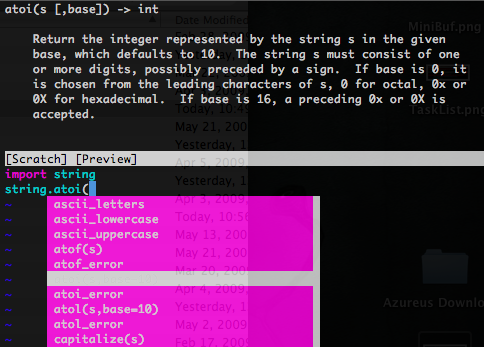 atoi(s [,base]) -> int
Return the integer represented by the string s in the given
base, which defaults to 10.  The string s must consist of one
or more digits, possibly preceded by a sign.  If base is 0, it
is chosen from the leading characters of s, 0 for octal, 0x or
0X for hexadecimal.  If base is 16, a preceding 0x or 0X is
accepted.
[Scratch] [Preview]
import string
string.atoi(
~ ascii_letters
~ ascii_lowercase
~ ascii_uppercase
~ atof(s)
~ atof_error
~
~ atoi_error
~ atol(s,base=10)
~ atol_error
~ capitalize(s)
Date Modified
Today, 10:4
May 21, 200
Yesterday, 1
Apr 5, 2009,
Yesterday, 1
Apr 3, 2009,
Today, 10:56
May 13, 200
May 21, 200
Mar 20, 2009
Apr 4, 2009,
Yesterday, 1
May 2, 2009
Feb 17, 2009
MiniBuf.png
TaskList.png
Azureus Downlo